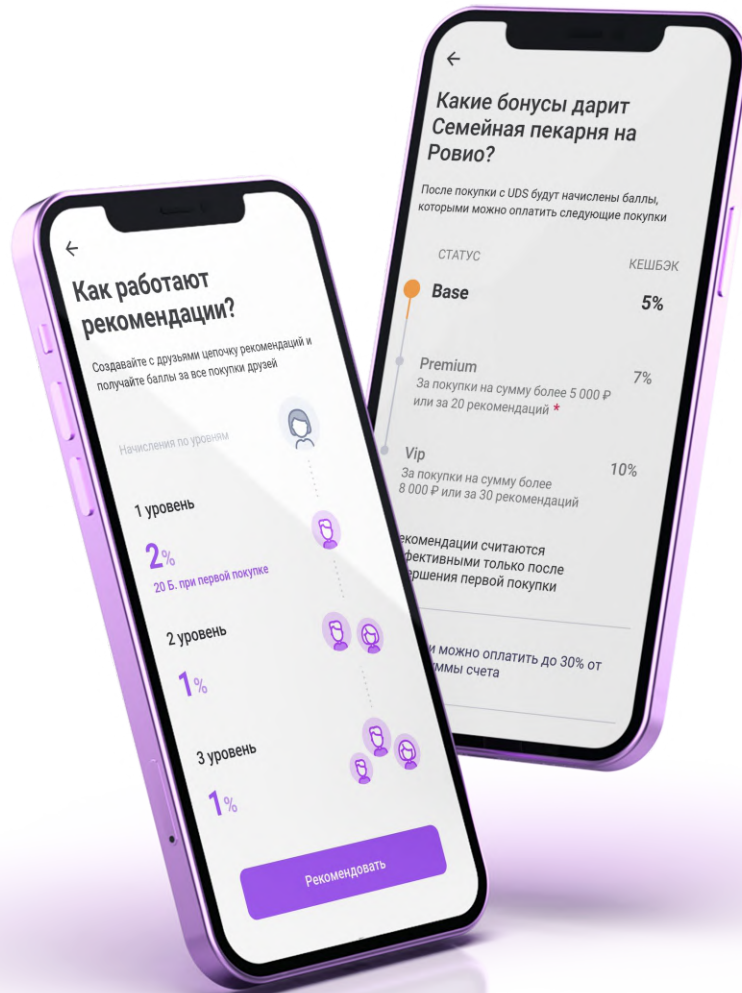 Как работают
рекомендации?
Создавайте с друзьями цепочку рекомендаций и
получайте баллы за все покупки друзей
Начисления по уровням
1 уровень
2%
20 Б. при первой покупке
2 уровень
1%
3 уровень
1%
Рекомендовать
Какие бонусы дарит
Семейная пекарня на
Ровио?
После покупки с UDS будут начислены баллы,
которыми можно оплатить следующие покупки
СТАТУС КЕШБЭК
Base 5%
Premium 7%
За покупки на сумму более 5 000 ₽
или за 20 рекомендаций *
Vip 10%
За покупки на сумму более
8 000 ₽ или за 30 рекомендаций
екомендации считаются
фективными только после
ершения первой покупки
и можно оплатить до 30% от
ммы счета